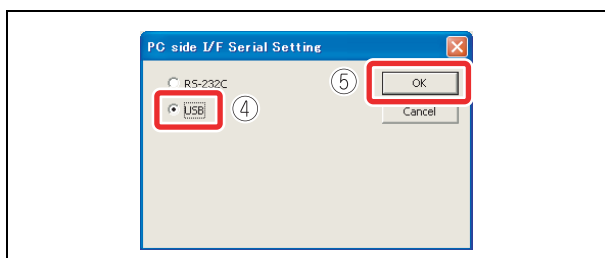 PC side I/F Serial Setting
RS-232C
⑤
OK
USB
④
Cancel